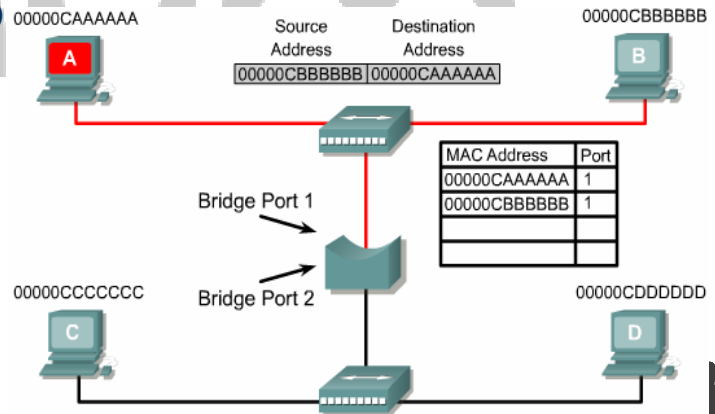 00000CAAAAAA
00000CBBBBBB
Source Destination
Address Address
A
B
00000CBBBBBB 00000CAAAAAA
MAC Address Port
00000CAAAAAA 1
00000CBBBBBB 1
Bridge Port 1
Bridge Port 2
00000CCCCCCC
00000CDDDDDD
C
D